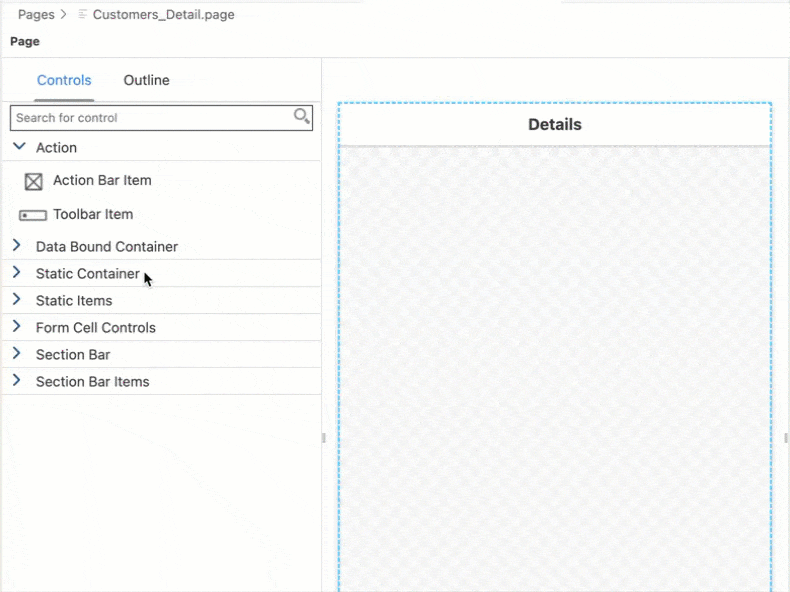 Pages > Customers_Detail.page
Page
Controls Outline
Search for control
Action
Action Bar Item
Toolbar Item
Data Bound Container
Static Container
Static Items
Form Cell Controls
Section Bar
Section Bar Items
Details